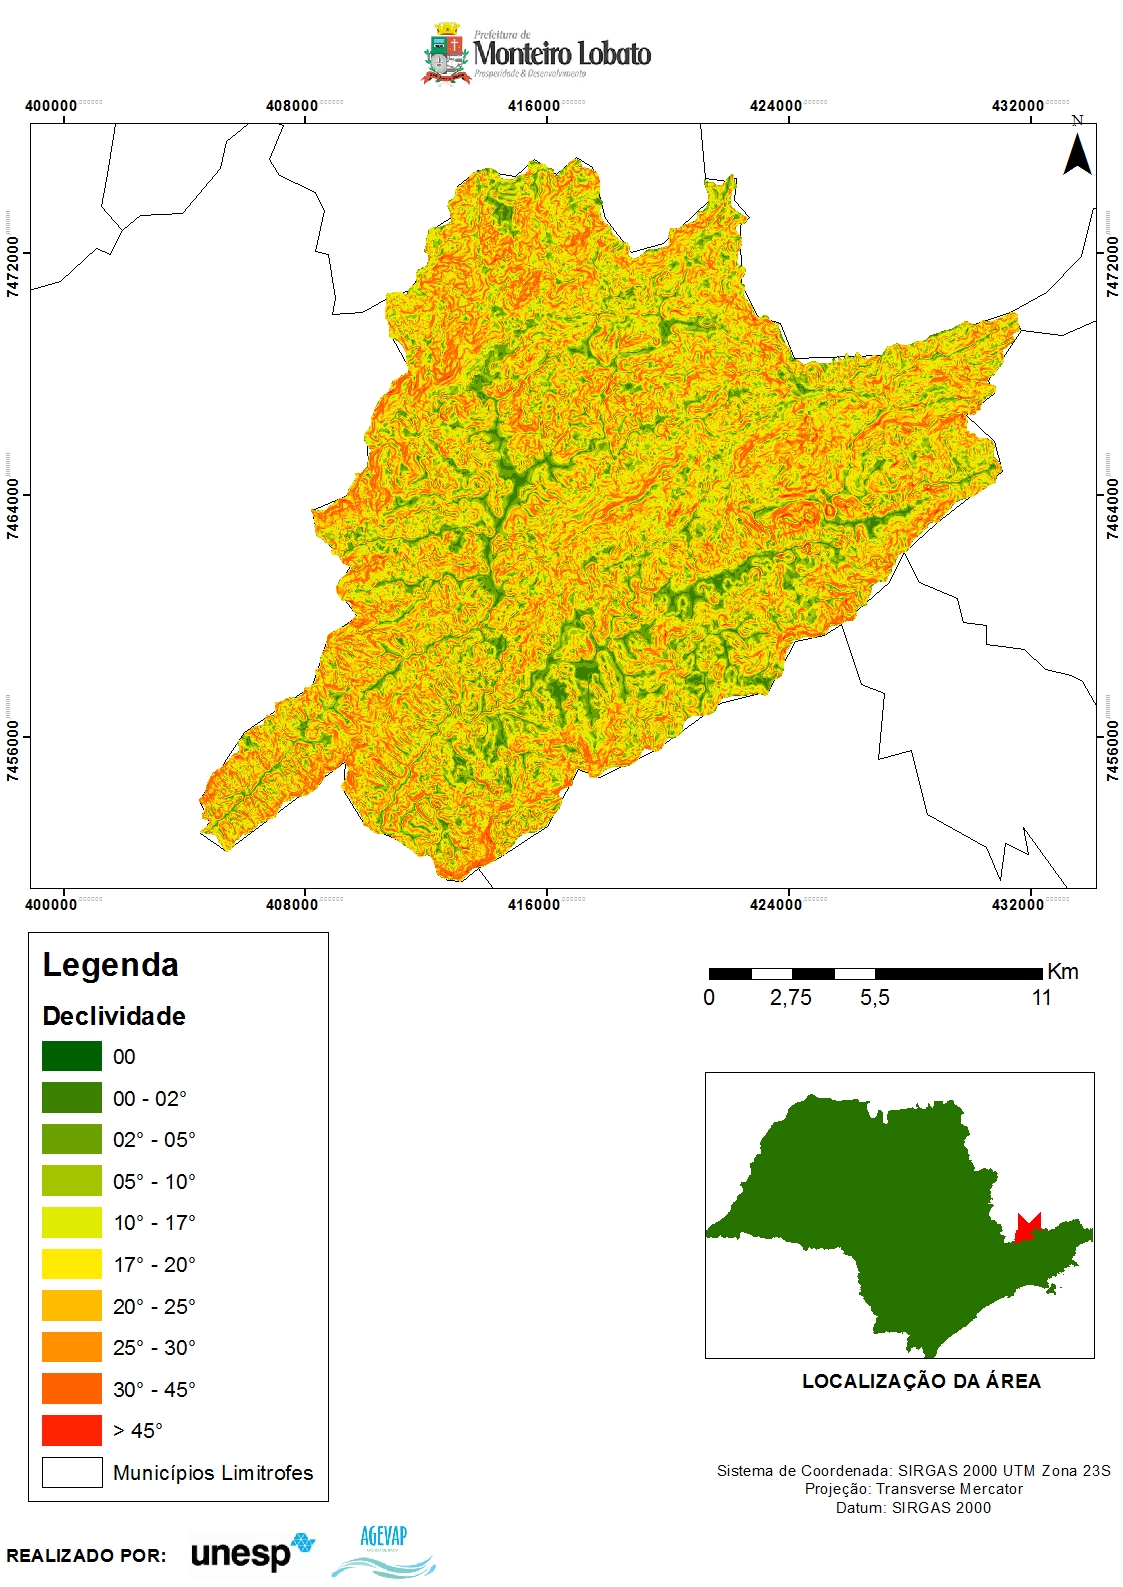 Prefeitura de
Monteiro Lobato
Prosperidade & Desenvolvimento
400000 408000 416000 424000 432000
N
7472000 7472000
7464000 7464000
7456000 7456000
400000 408000 416000 424000 432000
Legenda
Declividade
00
00 - 02°
02° - 05°
05° - 10°
10° - 17°
17° - 20°
20° - 25°
25° - 30°
30° - 45°
> 45°
Municípios Limitrofes
Km
0 2,75 5,5 11
LOCALIZAÇÃO DA ÁREA
Sistema de Coordenada: SIRGAS 2000 UTM Zona 23S
Projeção: Transverse Mercator
Datum: SIRGAS 2000
REALIZADO POR: unesp AGEVAP